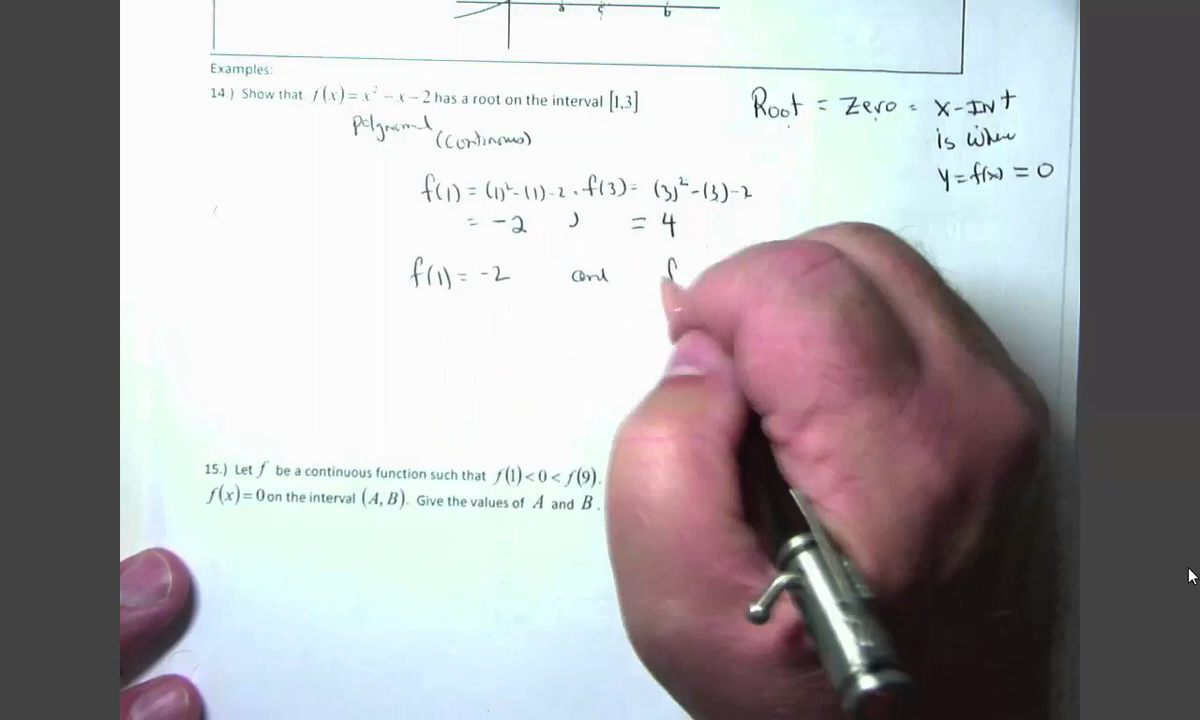 a c b
Examples:
14.) Show that f(x) = x² − x − 2 has a root on the interval [1,3]
Root = Zero = x-INT
is when
y = f(x) = 0
(continuous)
f(1) = (1)² - (1) - 2 , f(3) = (3)² - (3) - 2
= -2 , = 4
f(1) = -2 and f
15.) Let f be a continuous function such that f(1) < 0 < f(9).
f(x) = 0 on the interval (A, B). Give the values of A and B.